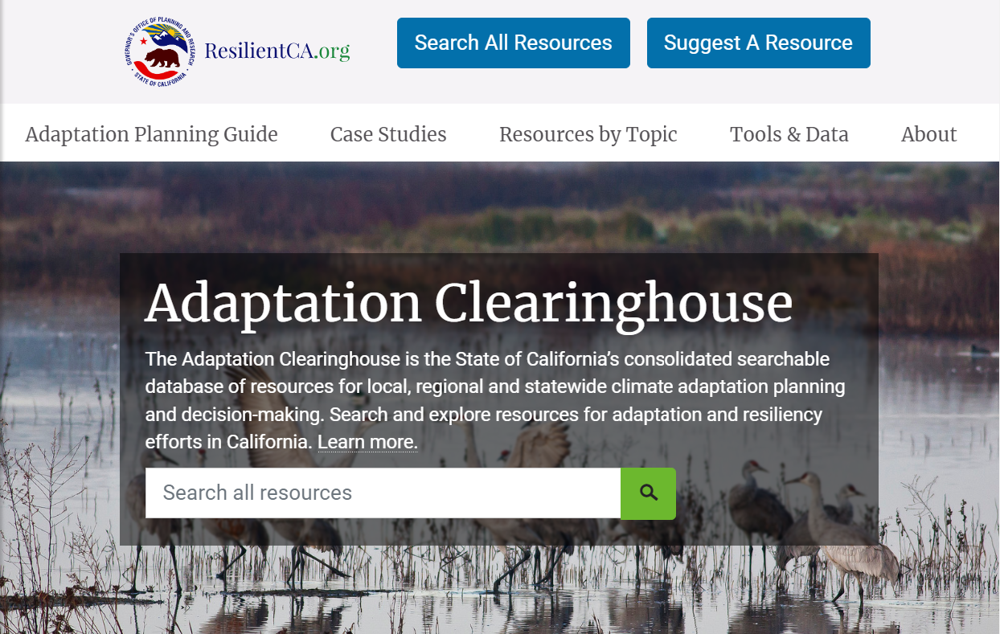 GOVERNOR'S OFFICE OF PLANNING AND RESEARCH
STATE OF CALIFORNIA
ResilientCA.org
Search All Resources
Suggest A Resource
Adaptation Planning Guide
Case Studies
Resources by Topic
Tools & Data
About
Adaptation Clearinghouse
The Adaptation Clearinghouse is the State of California’s consolidated searchable
database of resources for local, regional and statewide climate adaptation planning
and decision-making. Search and explore resources for adaptation and resiliency
efforts in California. Learn more.
Search all resources